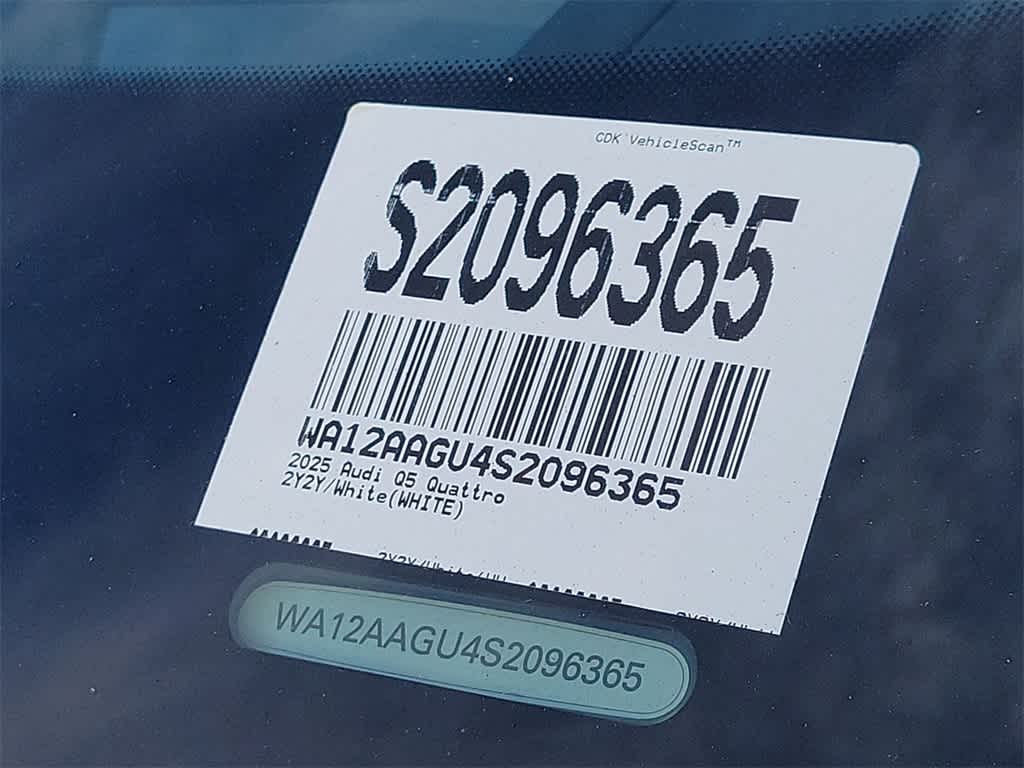 CDK VehicleScan™
S2096365
WA12AAGU4S2096365
2025 Audi Q5 Quattro
2Y2Y/White(WHITE)
WA12AAGU4S2096365